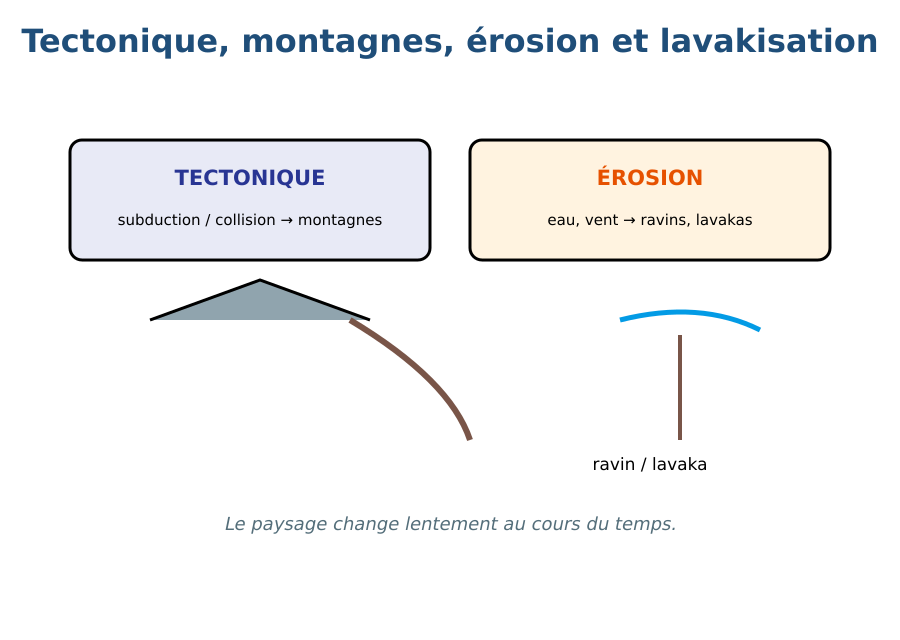 Tectonique, montagnes, érosion et lavakisation
TECTONIQUE
subduction / collision → montagnes
ÉROSION
eau, vent → ravins, lavakas
ravin / lavaka
Le paysage change lentement au cours du temps.